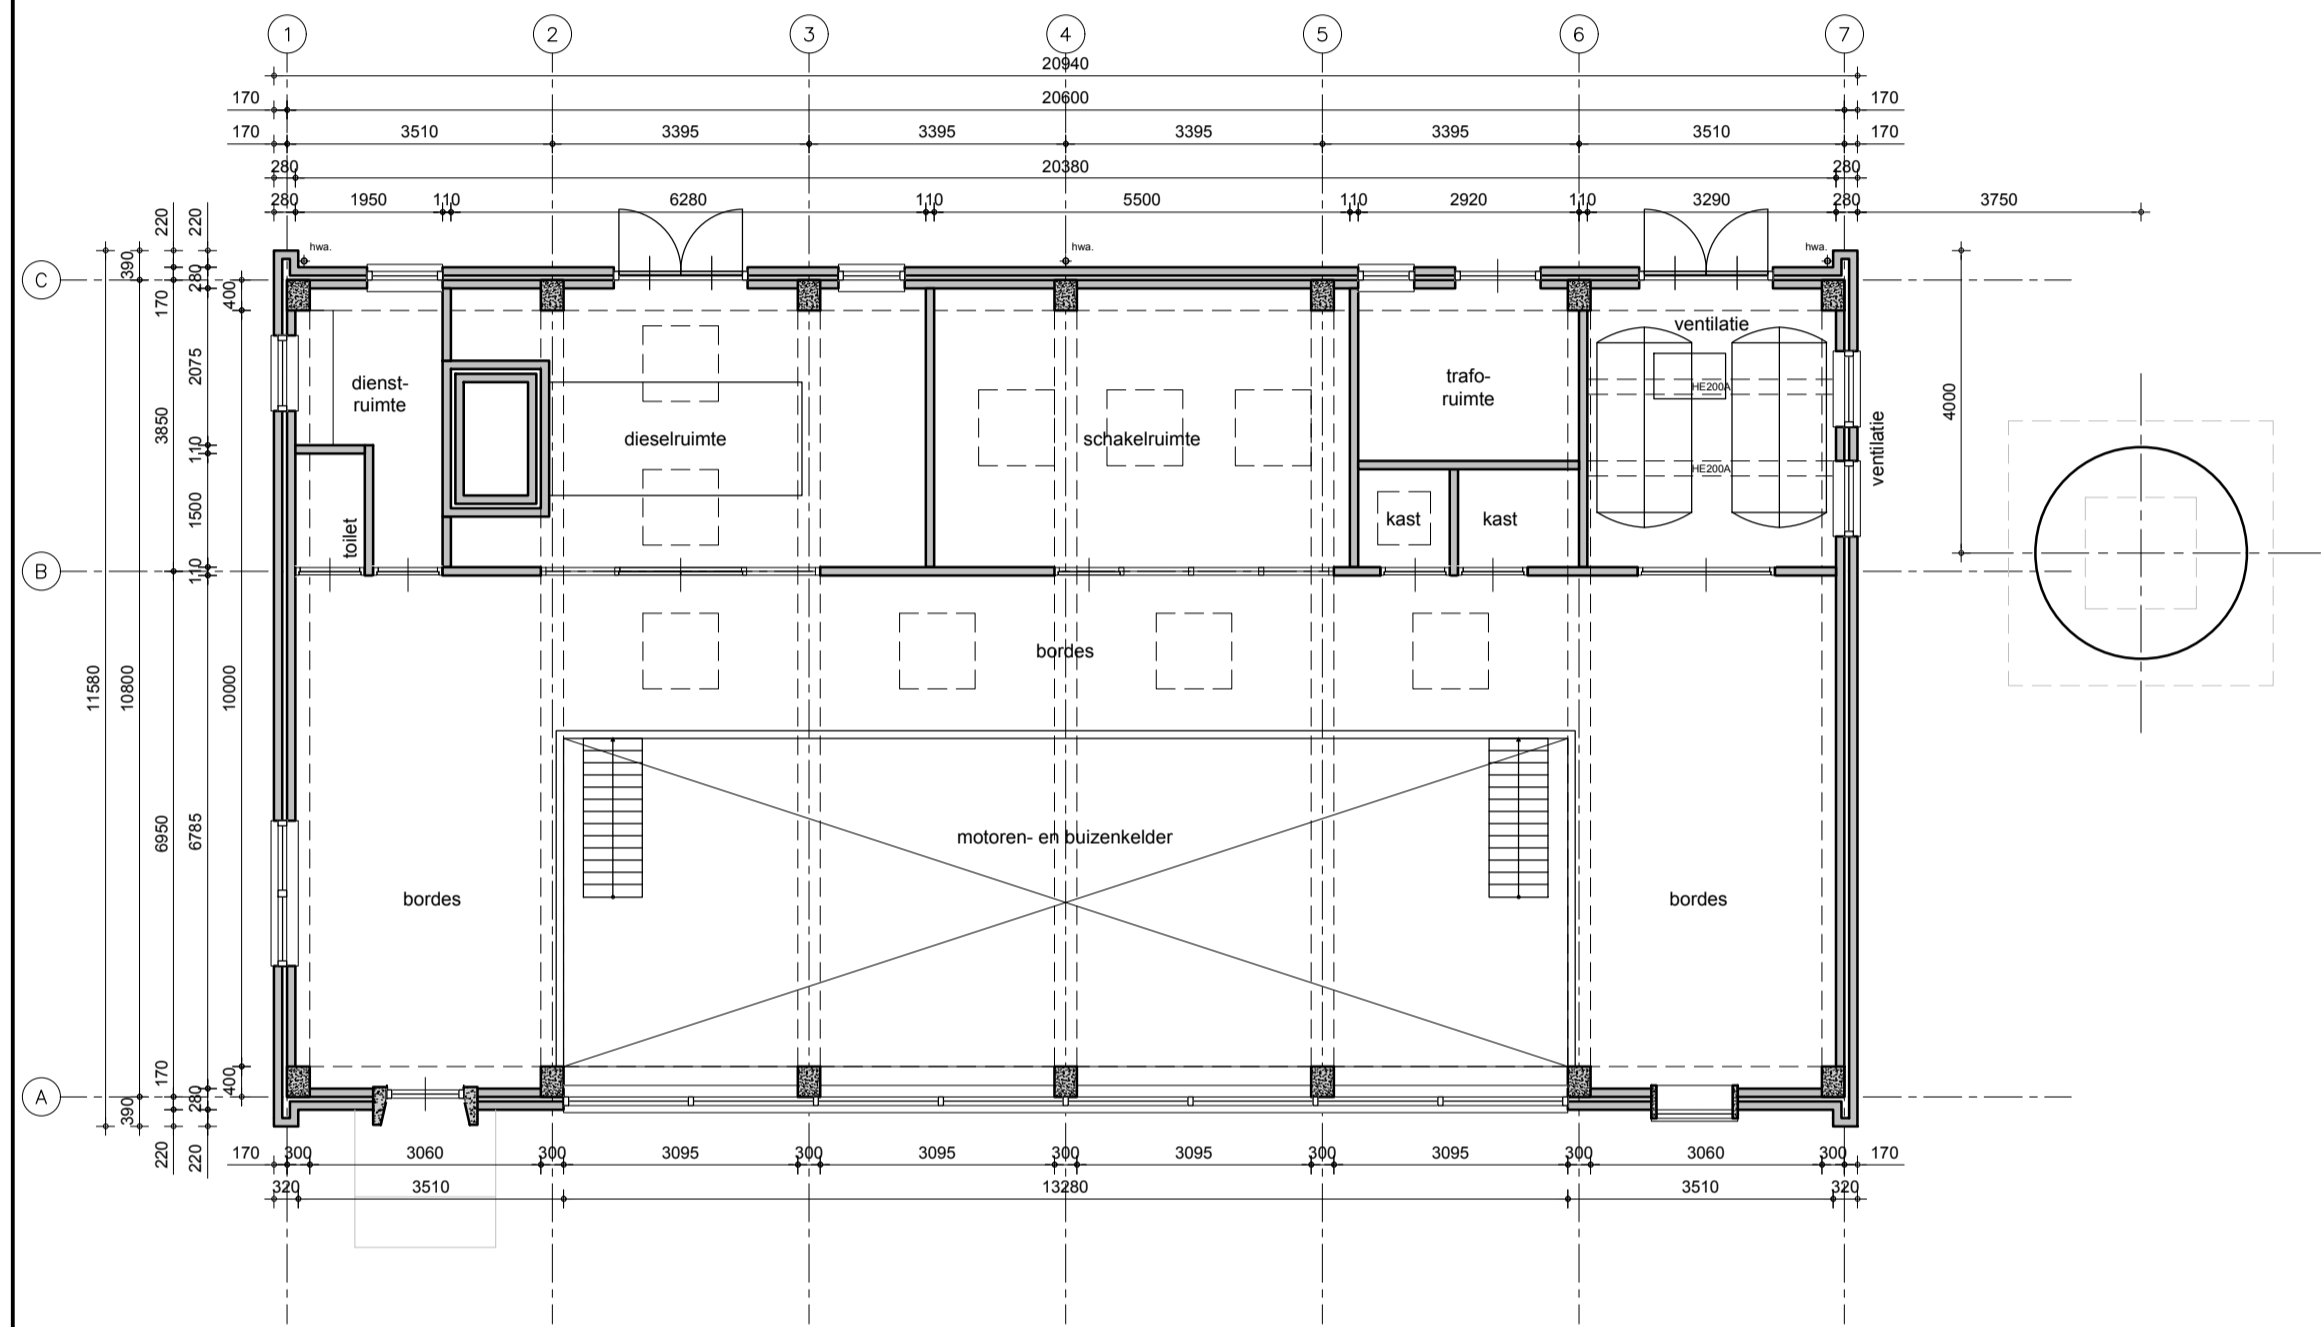 1 2 3 4 5 6 7
20940
170 20600 170
170 3510 3395 3395 3395 3395 3510 170
280 20380 280
280 1950 110 6280 110 5500 110 2920 110 3290 280 3750
220 220
hwa. hwa. hwa.
390 280
C
170 400
ventilatie
2075
dienst-
ruimte
trafo-
ruimte
HE200A
4000
3850
dieselruimte
schakelruimte
ventilatie
110
HE200A
1500
toilet
kast
kast
110
B
bordes
11580
10800
10000
6950
6785
motoren- en buizenkelder
bordes
bordes
170 400
A
280
390
220 220
170 300 3060 300 3095 300 3095 300 3095 300 3095 300 3060 300 170
320 3510 13280 3510 320